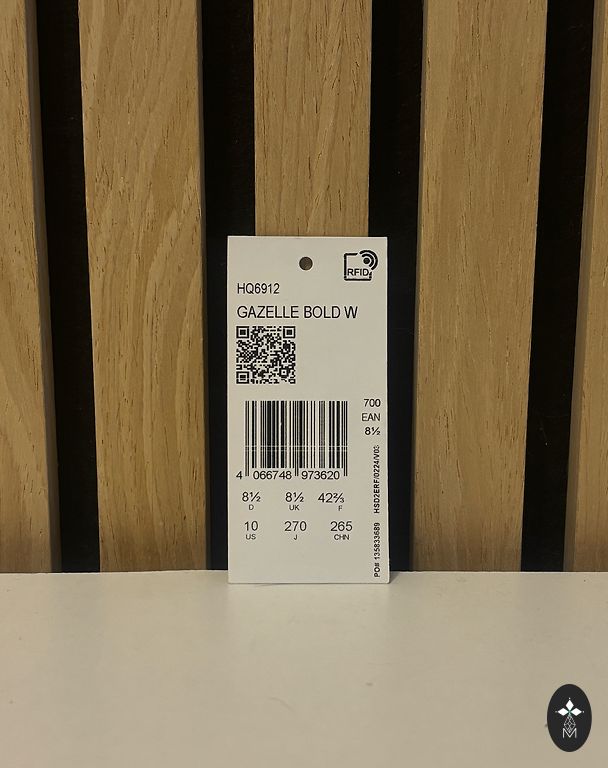 RFID
HQ6912
GAZELLE BOLD W
700
EAN
8½
4 066748 973620
8½ 8½ 42⅔
D UK F
10 270 265
US J CHN
PO# 135833689 HSD2ERF/0224/V03
M